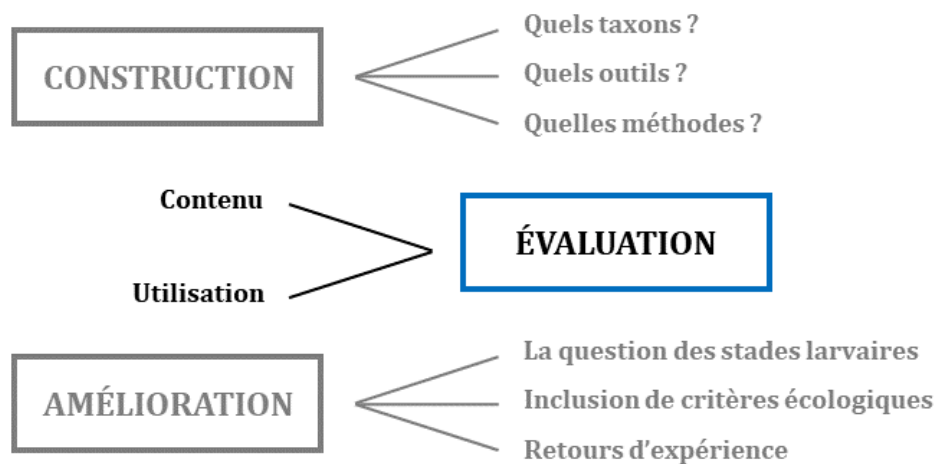 CONSTRUCTION
Quels taxons ?
Quels outils ?
Quelles méthodes ?
Contenu
Utilisation
ÉVALUATION
AMÉLIORATION
La question des stades larvaires
Inclusion de critères écologiques
Retours d'expérience